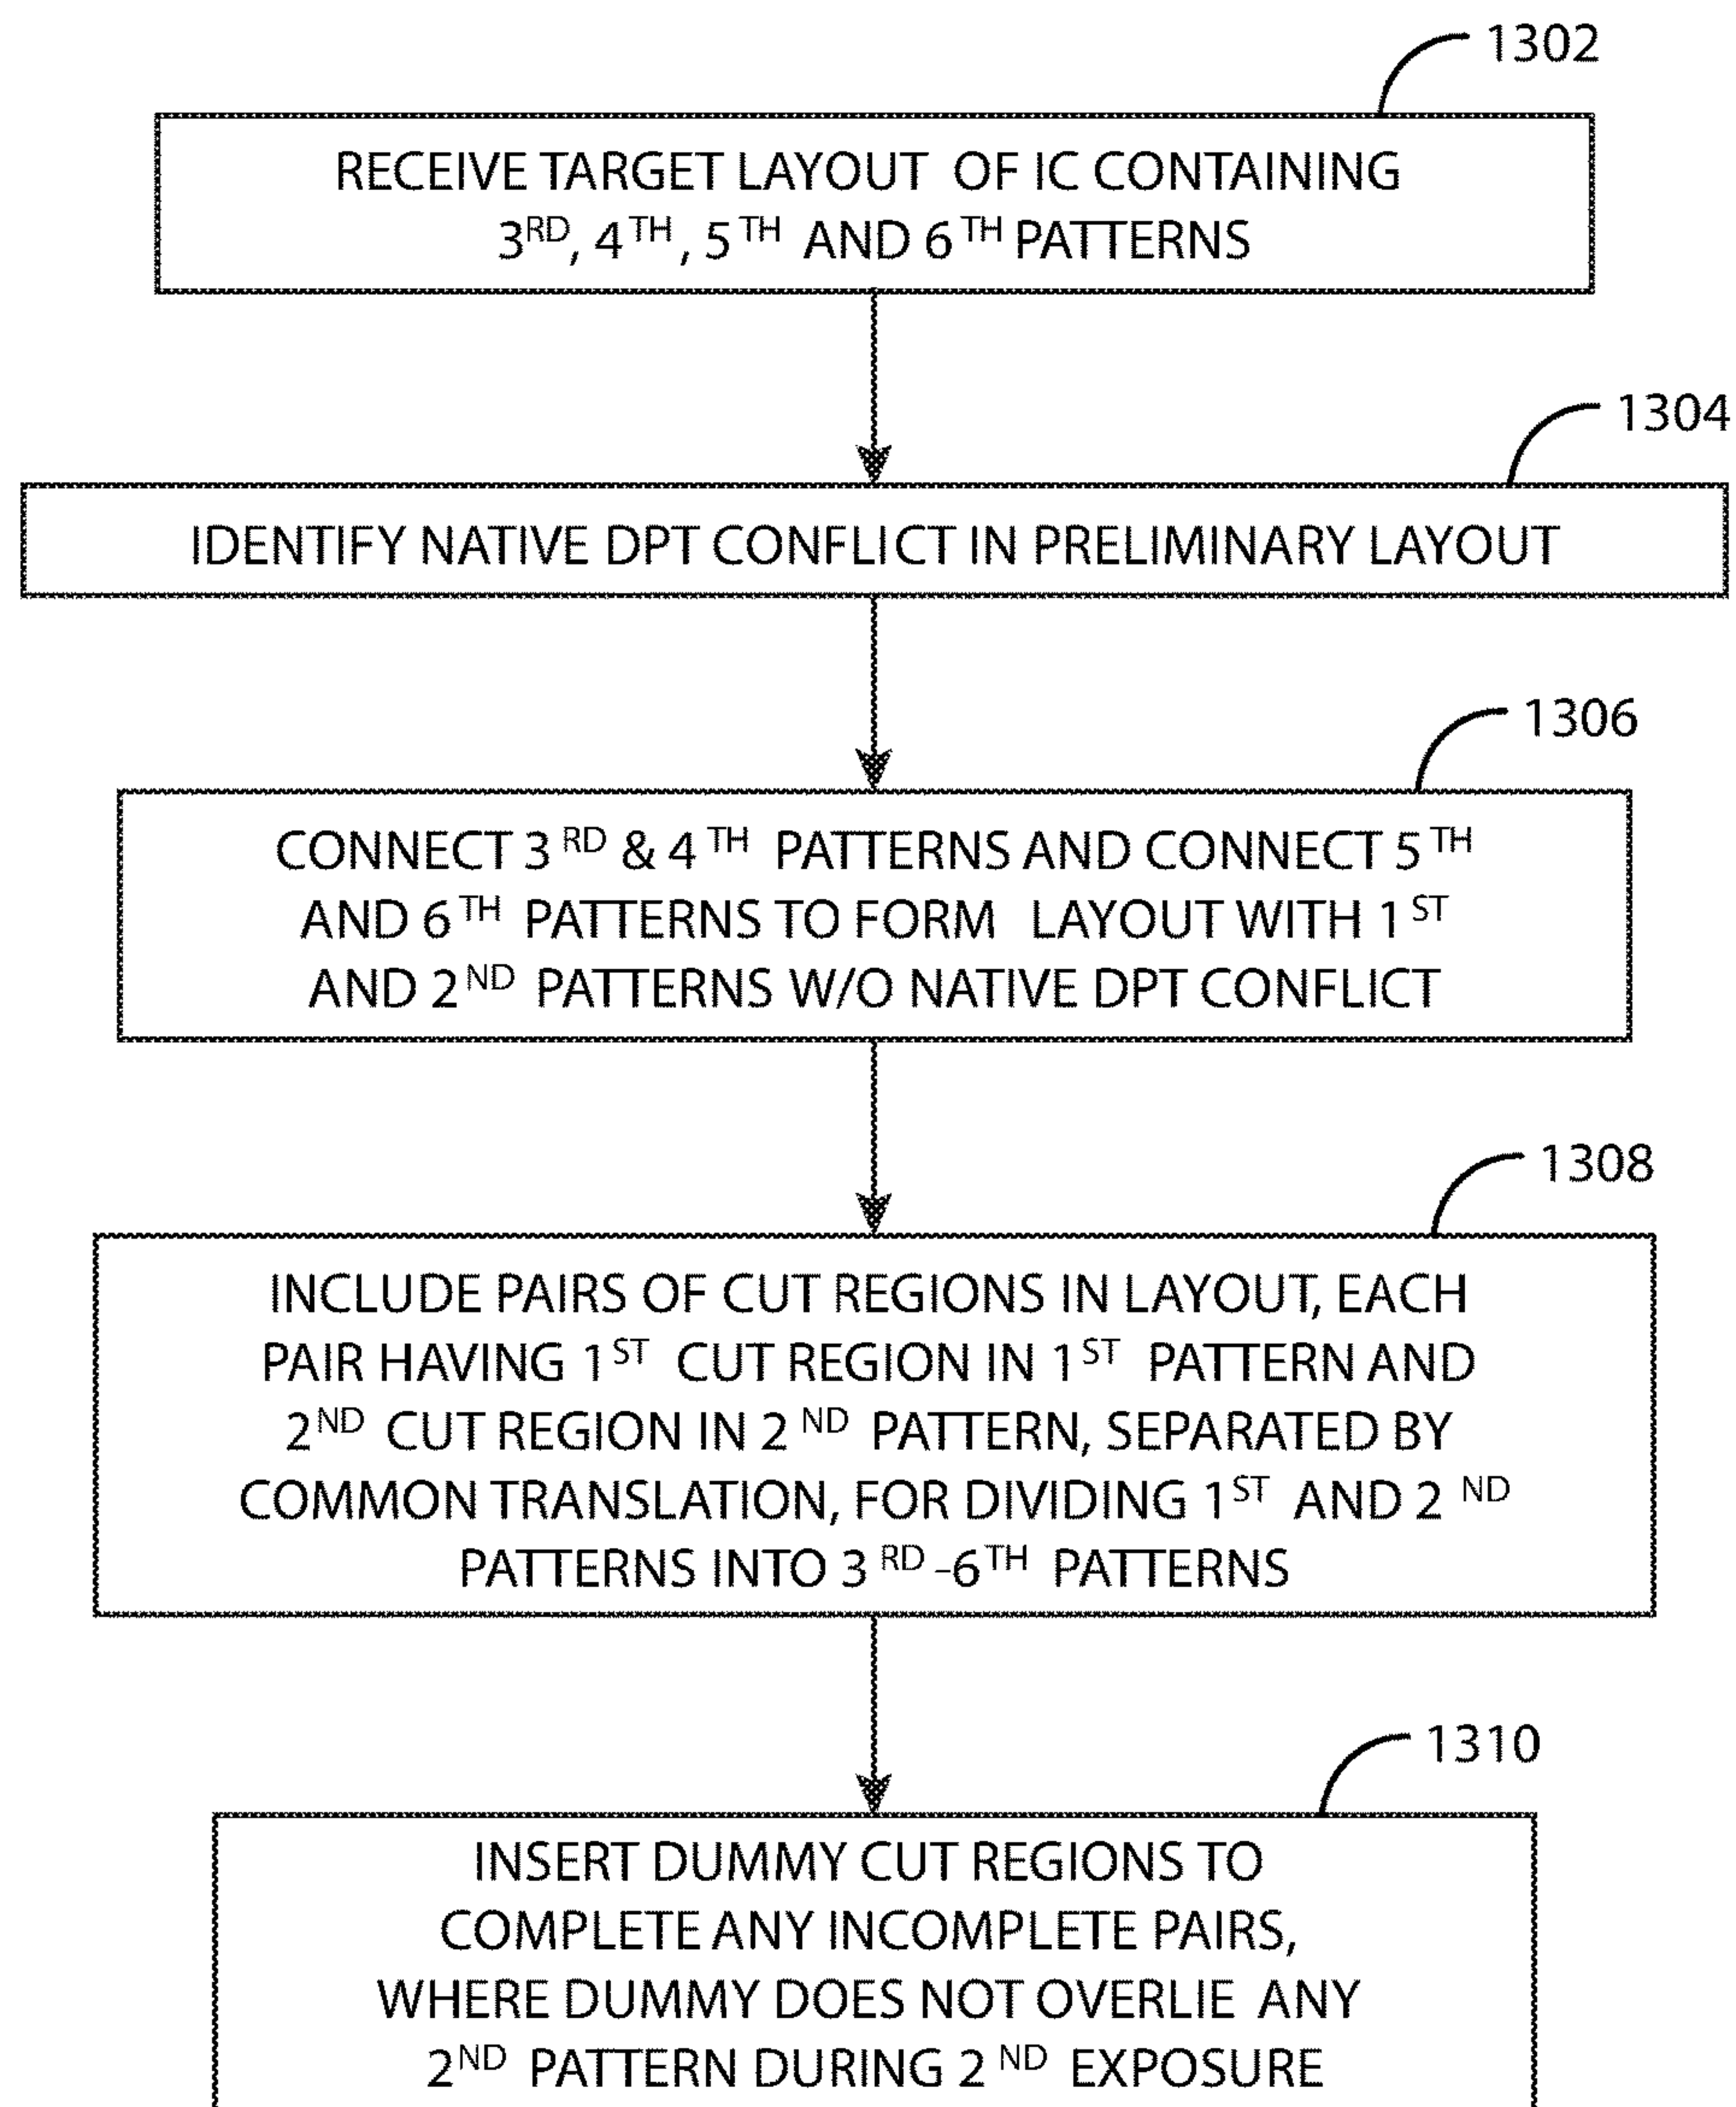 1302
RECEIVE TARGET LAYOUT OF IC CONTAINING
3RD, 4TH, 5TH AND 6TH PATTERNS
1304
IDENTIFY NATIVE DPT CONFLICT IN PRELIMINARY LAYOUT
1306
CONNECT 3RD & 4TH PATTERNS AND CONNECT 5TH
AND 6TH PATTERNS TO FORM LAYOUT WITH 1ST
AND 2ND PATTERNS W/O NATIVE DPT CONFLICT
1308
INCLUDE PAIRS OF CUT REGIONS IN LAYOUT, EACH
PAIR HAVING 1ST CUT REGION IN 1ST PATTERN AND
2ND CUT REGION IN 2ND PATTERN, SEPARATED BY
COMMON TRANSLATION, FOR DIVIDING 1ST AND 2ND
PATTERNS INTO 3RD-6TH PATTERNS
1310
INSERT DUMMY CUT REGIONS TO
COMPLETE ANY INCOMPLETE PAIRS,
WHERE DUMMY DOES NOT OVERLIE ANY
2ND PATTERN DURING 2ND EXPOSURE